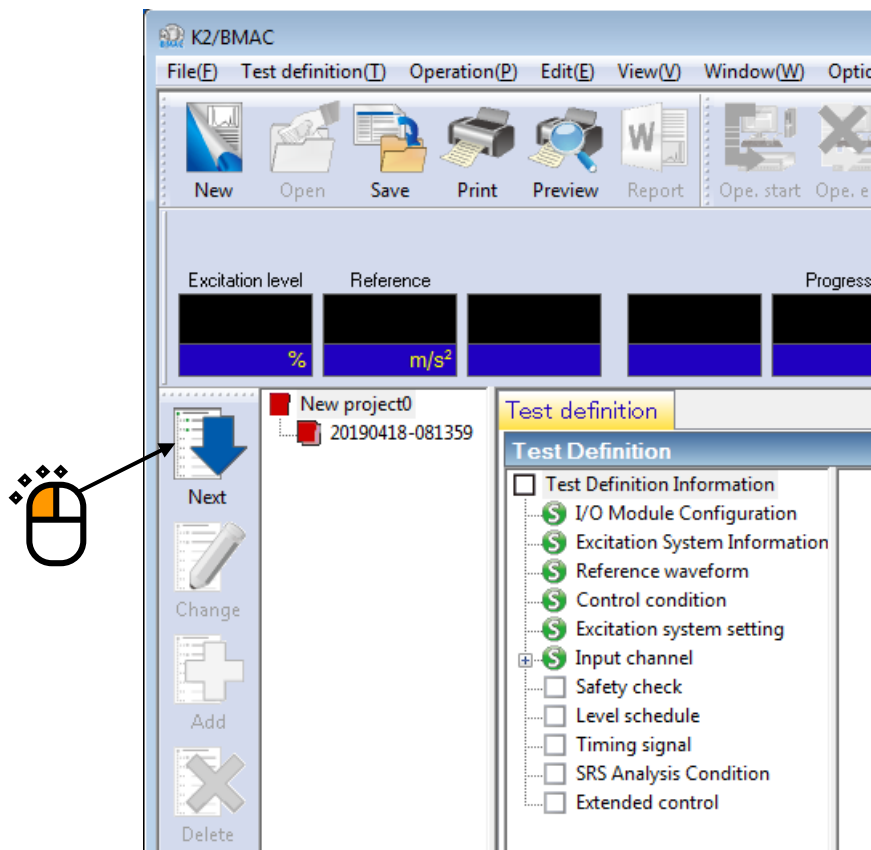 K2/BMAC
File(F) Test definition(T) Operation(P) Edit(E) View(V) Window(W)
New Open Save Print Preview Report Ope. start Ope. e
Excitation level Reference Progress
% m/s²
New project0
20190418-081359
Next
Change
Add
Delete
Test definition
Test Definition
Test Definition Information
I/O Module Configuration
Excitation System Information
Reference waveform
Control condition
Excitation system setting
Input channel
Safety check
Level schedule
Timing signal
SRS Analysis Condition
Extended control